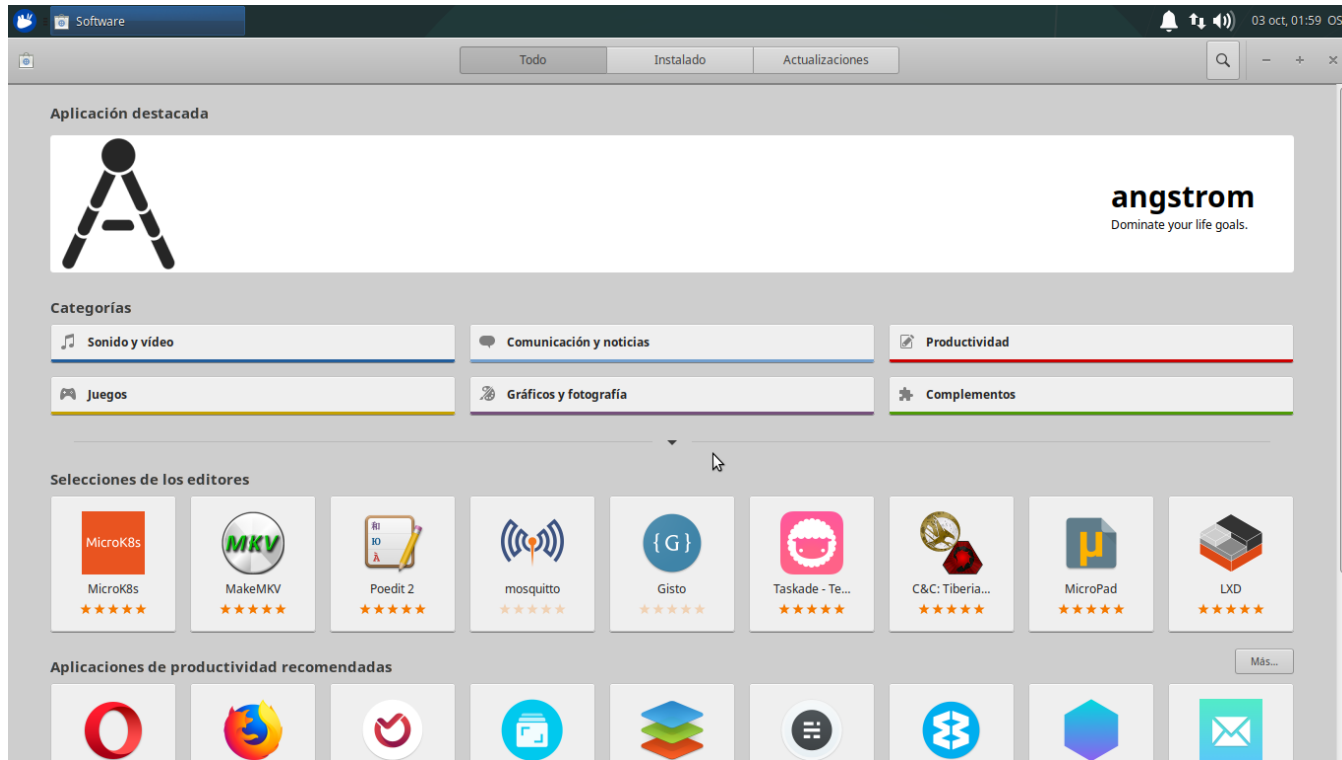 Software
03 oct, 01:59 OS
Todo Instalado Actualizaciones
Aplicación destacada
angstrom
Dominate your life goals.
Categorías
Sonido y vídeo Comunicación y noticias Productividad
Juegos Gráficos y fotografía Complementos
Selecciones de los editores
MicroK8s MKV {G}
MicroK8s MakeMKV Poedit 2 mosquitto Gisto Taskade - Te... C&C: Tiberia... MicroPad LXD
Aplicaciones de productividad recomendadas Más...